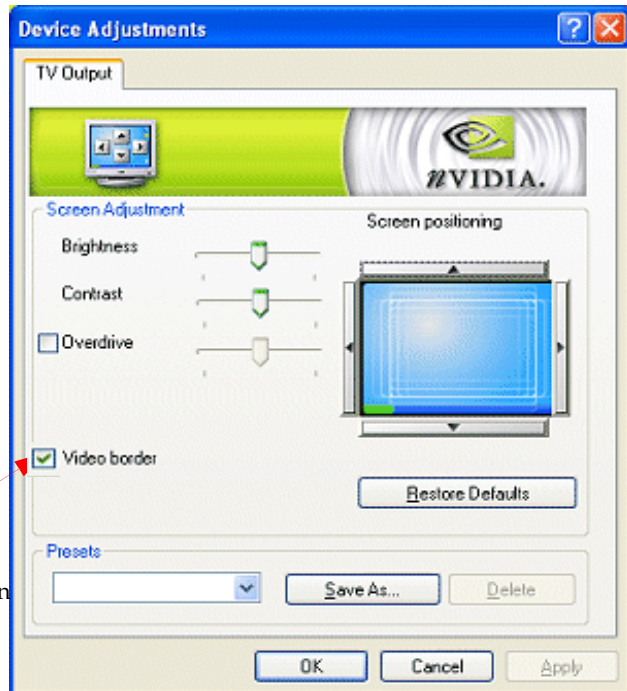 Device Adjustments
TV Output
nVIDIA.
Screen Adjustment
Screen positioning
Brightness
Contrast
Overdrive
Video border
Restore Defaults
Presets
n
Save As...
Delete
OK
Cancel
Apply